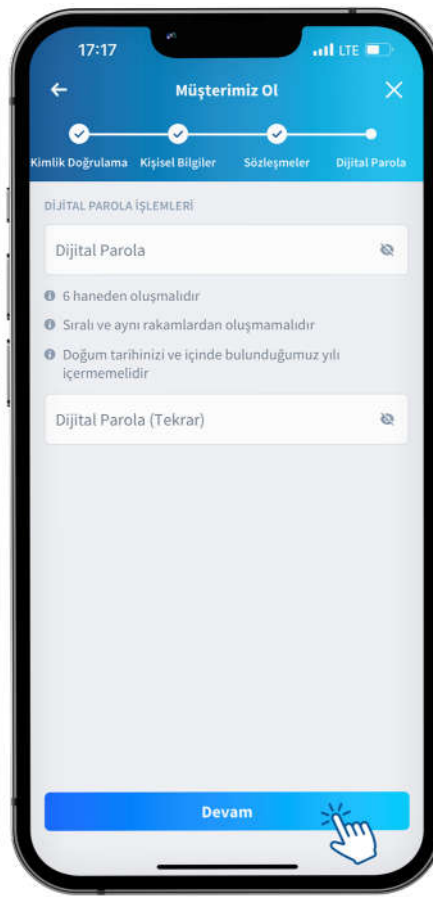 17:17
LTE
Müşterimiz Ol
Kimlik Doğrulama Kişisel Bilgiler Sözleşmeler Dijital Parola
DİJİTAL PAROLA İŞLEMLERİ
Dijital Parola
6 haneden oluşmalıdır
Sıralı ve aynı rakamlardan oluşmamalıdır
Doğum tarihinizi ve içinde bulunduğumuz yılı
içermemelidir
Dijital Parola (Tekrar)
Devam